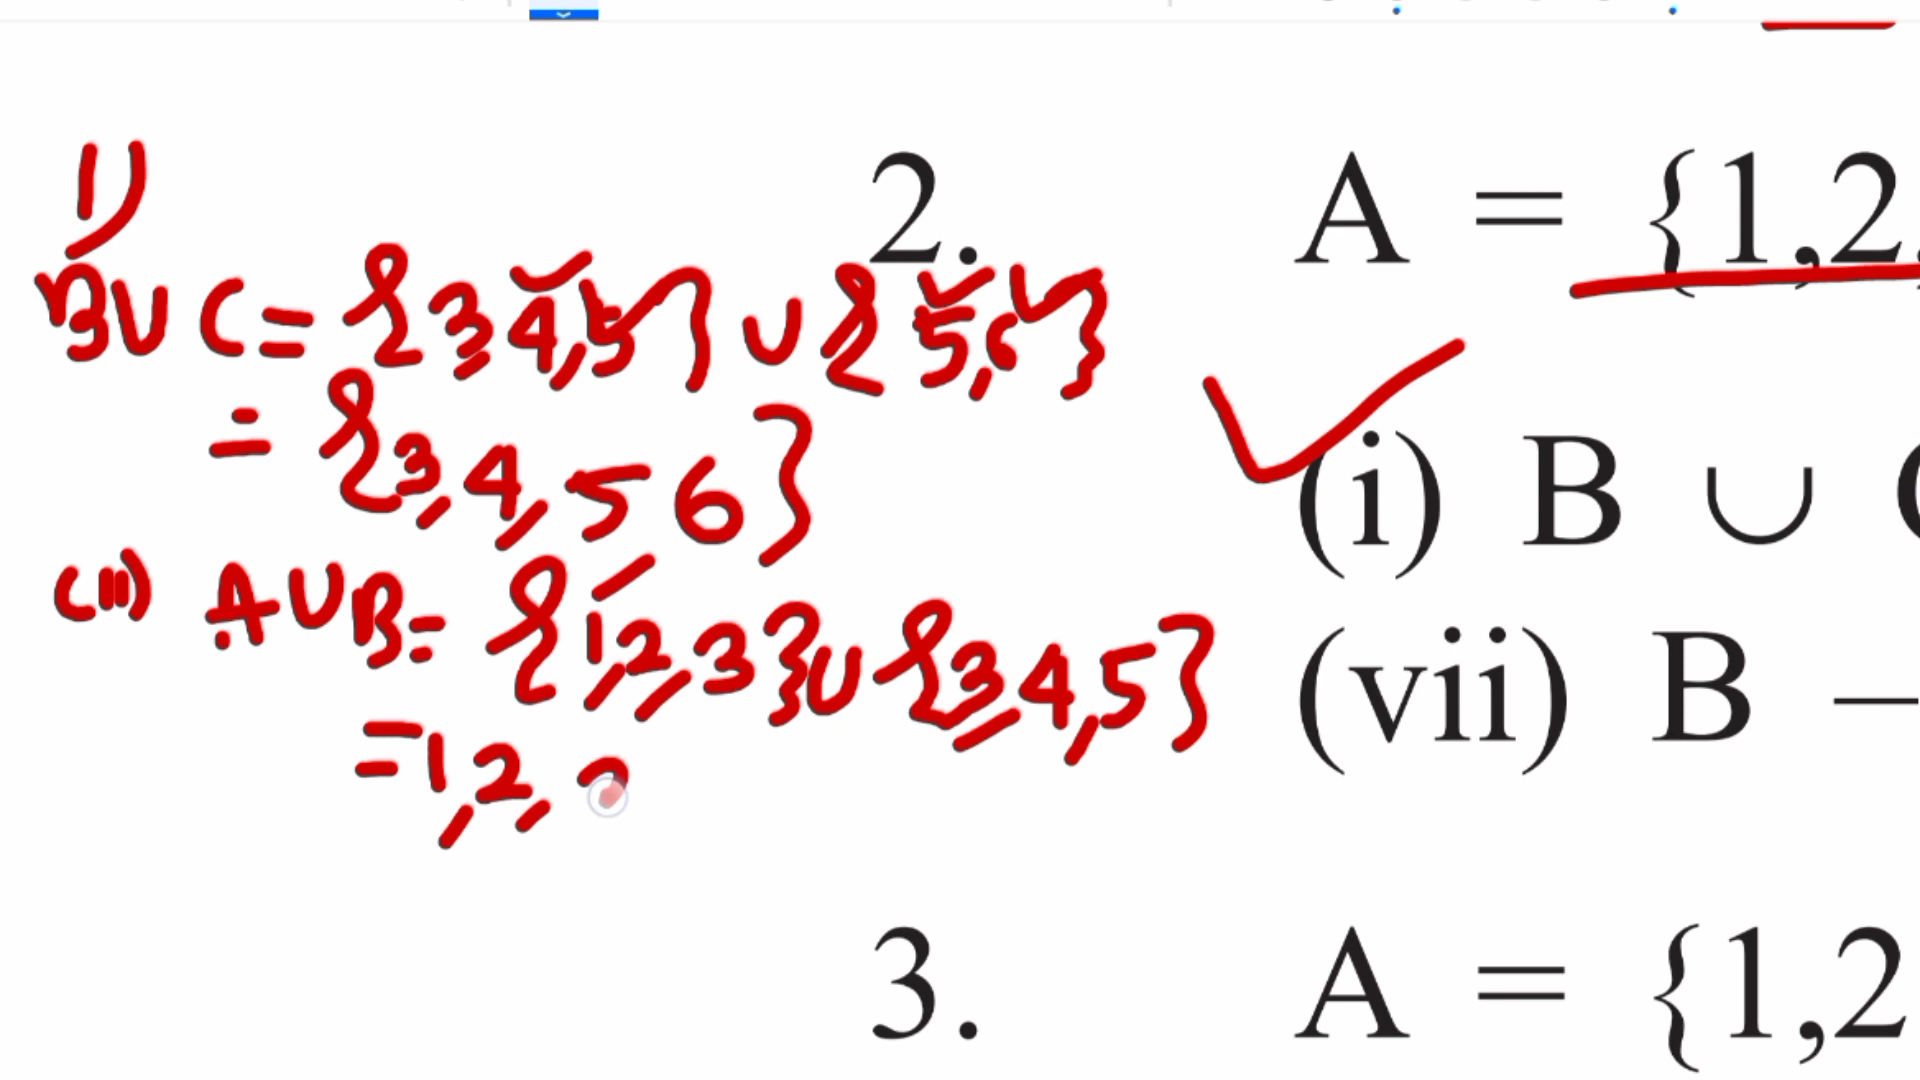 1)
2. A = {1,2,
B∪C={3,4,5}∪{5,6}
={3,4,5 6}
(i) B ∪
(ii) A∪B={1,2,3}∪{3,4,5}
(vii) B –
=1,2,
3. A = {1,2